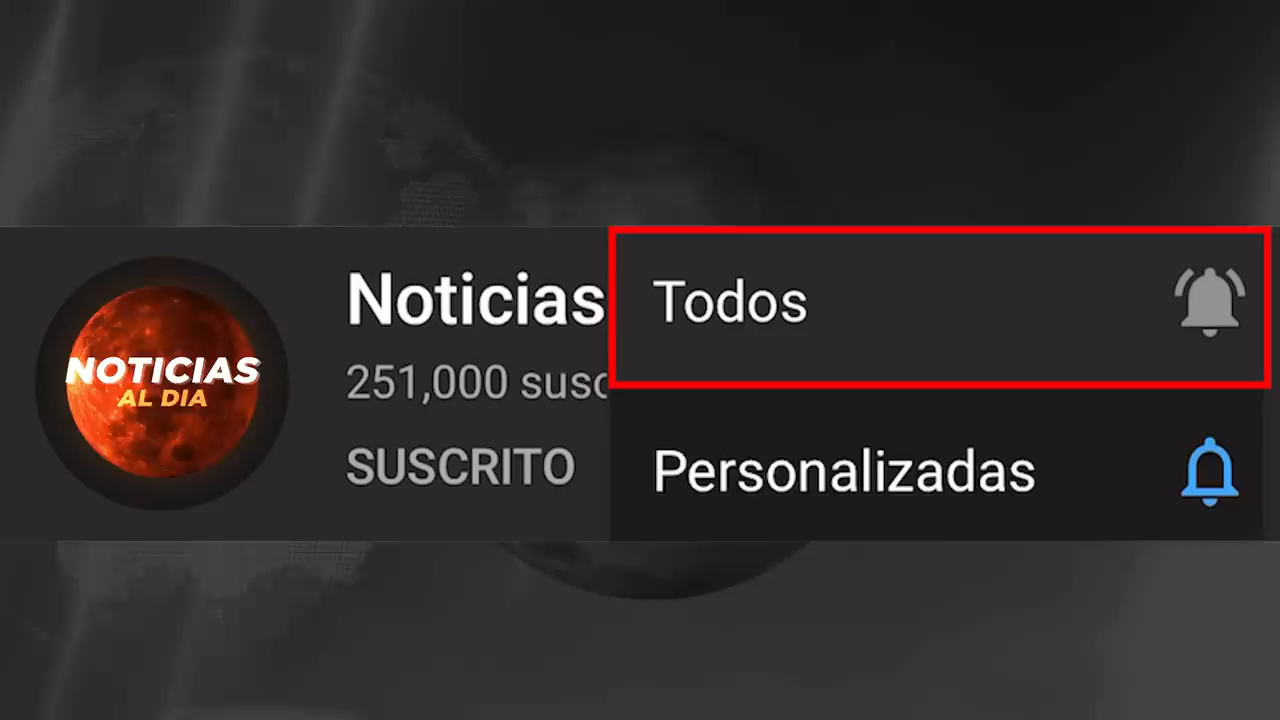 NOTICIAS
AL DIA
Noticias
251,000 susc
SUSCRITO
Todos
Personalizadas